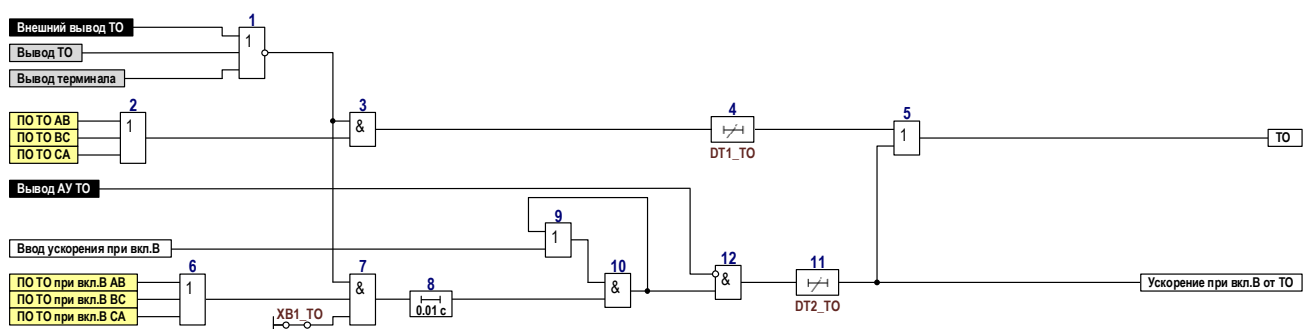 Внешний вывод ТО
Вывод ТО
Вывод терминала
1
1
ПО ТО АВ
ПО ТО ВС
ПО ТО СА
2
1
3
&
4
DT1_TO
5
1
ТО
Вывод АУ ТО
Ввод ускорения при вкл.В
9
1
ПО ТО при вкл.В АВ
ПО ТО при вкл.В ВС
ПО ТО при вкл.В СА
6
1
XB1_TO
7
&
8
0.01 с
10
&
12
&
11
DT2_TO
Ускорение при вкл.В от ТО